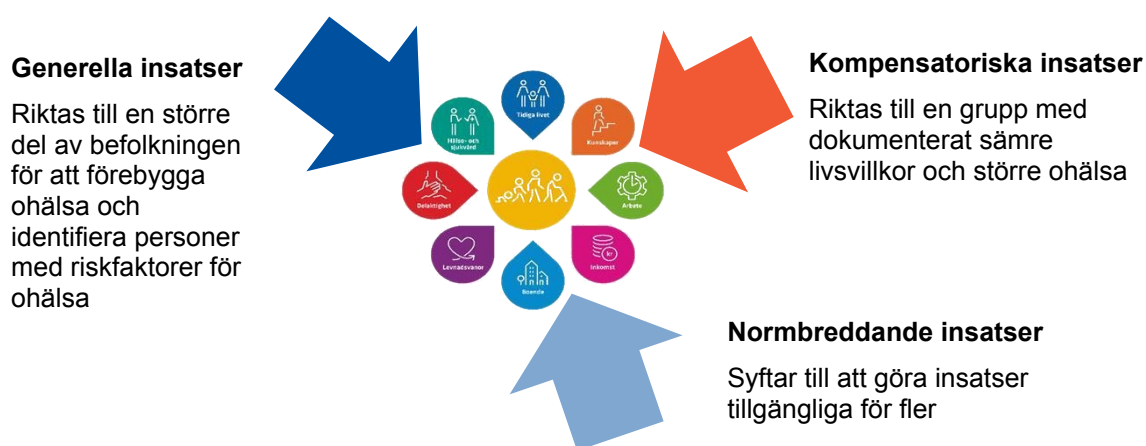 Generella insatser
Riktas till en större
del av befolkningen
för att förebygga
ohälsa och
identifiera personer
med riskfaktorer för
ohälsa
Tidiga livet
Hälso- och
sjukvård
Kunskaper
Delaktighet
Arbete
Levnadsvanor
kr
Inkomst
Boende
Kompensatoriska insatser
Riktas till en grupp med
dokumenterat sämre
livsvillkor och större ohälsa
Normbreddande insatser
Syftar till att göra insatser
tillgängliga för fler